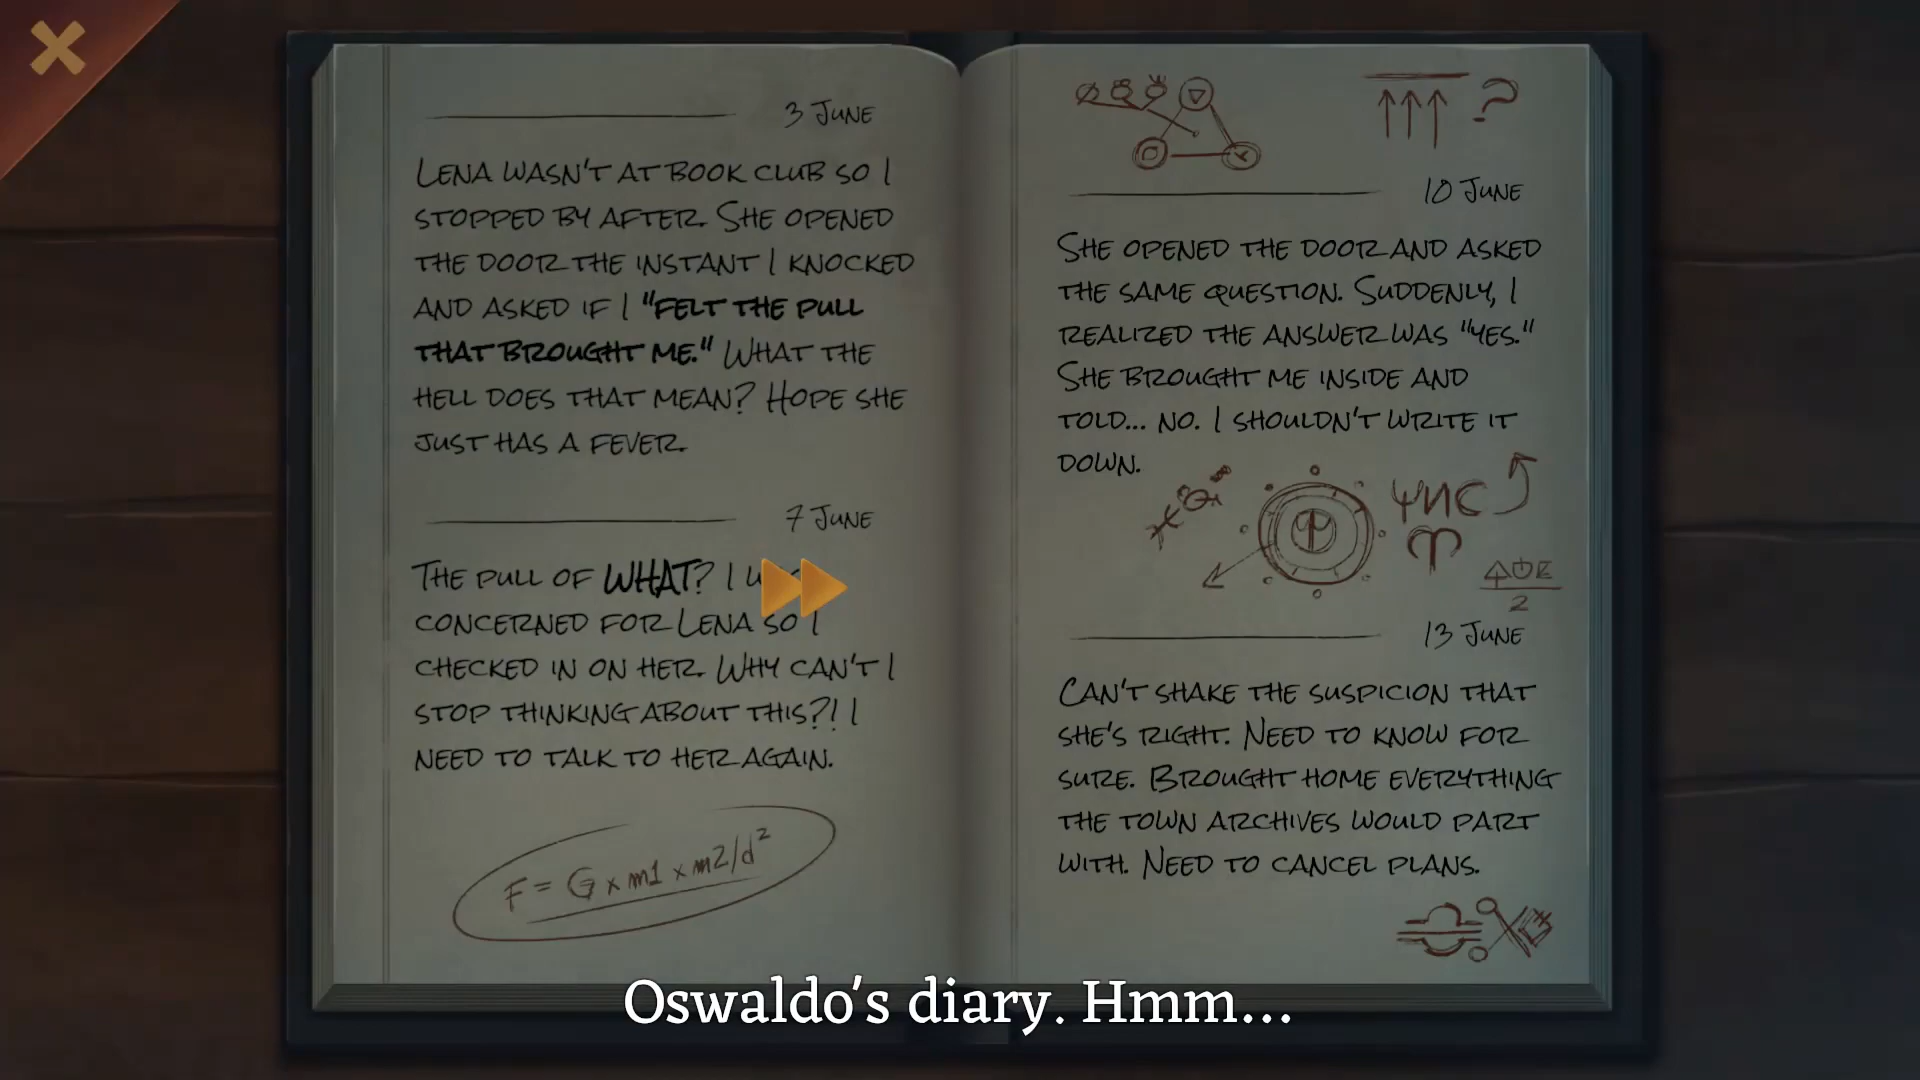 3 June
Lena wasn't at book club so I
stopped by after. She opened
the door the instant I knocked
and asked if I "felt the pull
that brought me." What the
hell does that mean? Hope she
just has a fever.
7 June
The pull of WHAT? I
concerned for Lena so I
checked in on her. Why can't I
stop thinking about this?! I
need to talk to her again.
F = G x m1 x m2/d²
?
10 June
She opened the door and asked
the same question. Suddenly, I
realized the answer was "yes."
She brought me inside and
told... no. I shouldn't write it
down.
2
13 June
Can't shake the suspicion that
she's right. Need to know for
sure. Brought home everything
the town archives would part
with. Need to cancel plans.
Oswaldo's diary. Hmm...